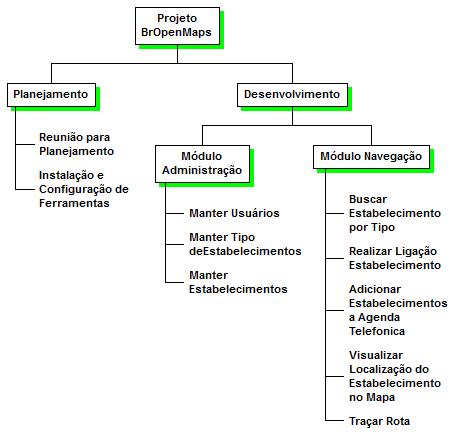 Projeto
BrOpenMaps
Planejamento
Desenvolvimento
Reunião para
Planejamento
Instalação e
Configuração de
Ferramentas
Módulo
Administração
Módulo Navegação
Manter Usuários
Manter Tipo
deEstabelecimentos
Manter
Estabelecimentos
Buscar
Estabelecimento
por Tipo
Realizar Ligação
Estabelecimento
Adicionar
Estabelecimentos
a Agenda
Telefonica
Visualizar
Localização do
Estabelecimento
no Mapa
Traçar Rota